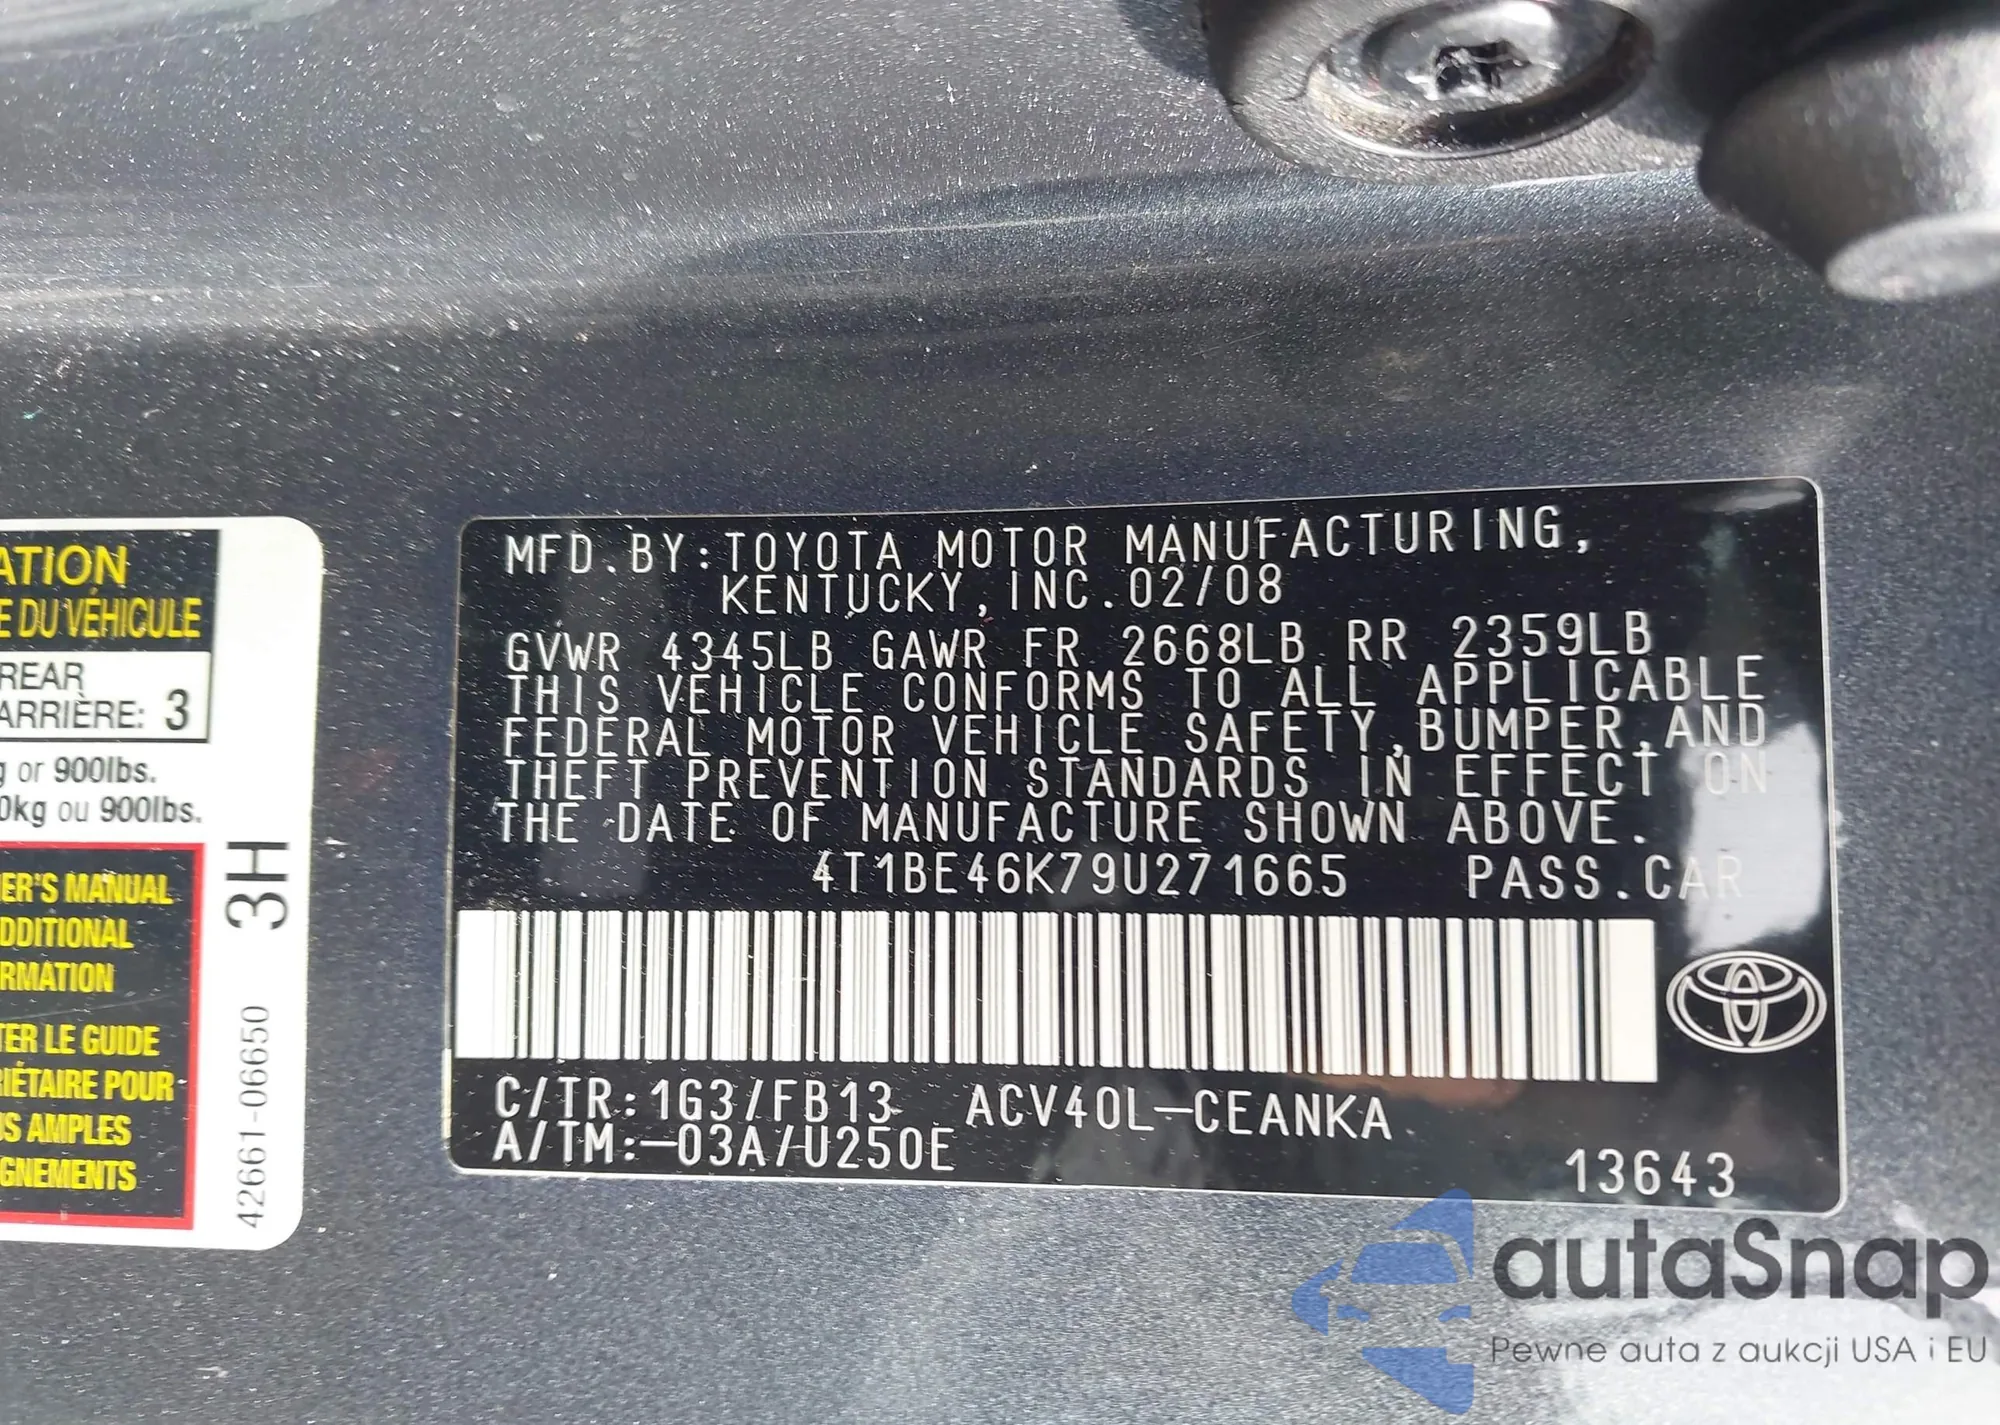 ATION
E DU VÉHICULE
REAR
ARRIÈRE: 3
g or 900lbs.
0kg ou 900lbs.
ER'S MANUAL
DDITIONAL
RMATION
TER LE GUIDE
RIÉTAIRE POUR
US AMPLES
GNEMENTS
3H
42661-06650
MFD.BY:TOYOTA MOTOR MANUFACTURING,
KENTUCKY,INC.02/08
GVWR 4345LB GAWR FR 2668LB RR 2359LB
THIS VEHICLE CONFORMS TO ALL APPLICABLE
FEDERAL MOTOR VEHICLE SAFETY,BUMPER,AND
THEFT PREVENTION STANDARDS IN EFFECT ON
THE DATE OF MANUFACTURE SHOWN ABOVE.
4T1BE46K79U271665 PASS.CAR
C/TR:1G3/FB13 ACV40L-CEANKA
A/TM:-03A/U250E
13643
autaSnap
Pewne auta z aukcji USA i EU